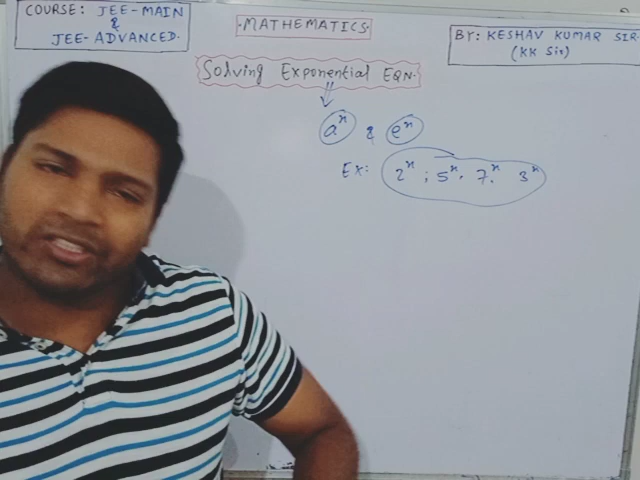 COURSE: JEE-MAIN
&
JEE-ADVANCED.
MATHEMATICS.
BY: KESHAV KUMAR SIR.
(KK Sir)
Solving Exponential EQN.
aˣ & eˣ
Ex: 2ˣ ; 5ˣ. 7ˣ. 3ˣ